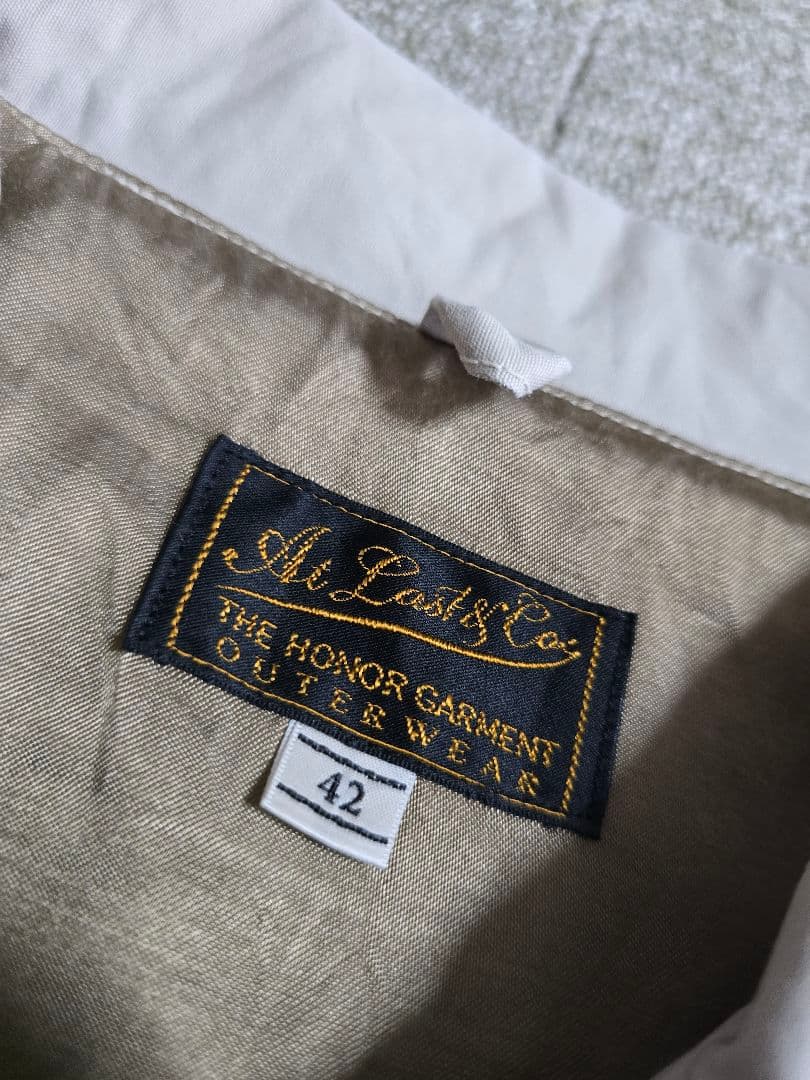 At Last & Co.
THE HONOR GARMENT
OUTERWEAR
42